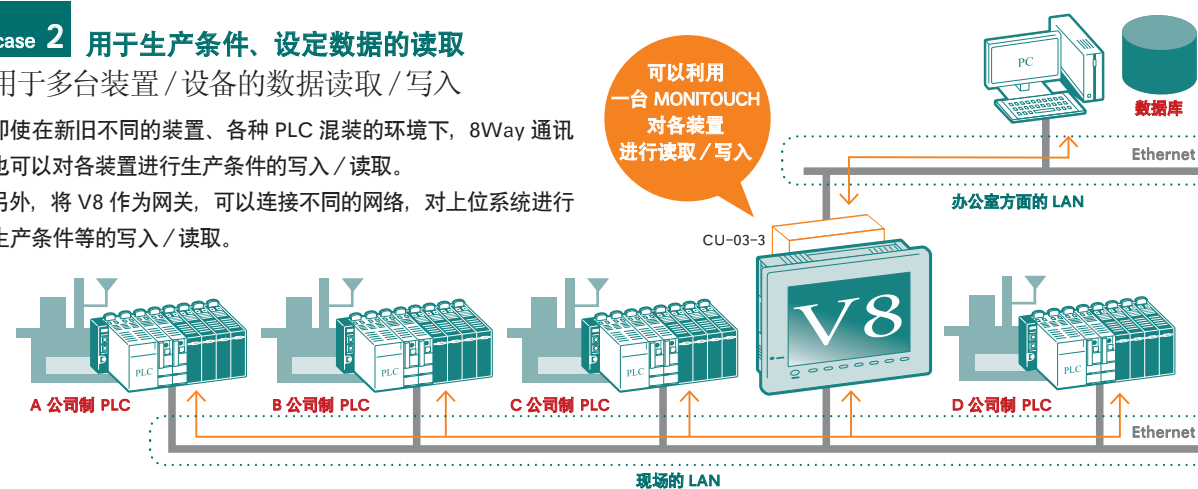 case 2 用于生产条件、设定数据的读取
用于多台装置/设备的数据读取/写入
即使在新旧不同的装置、各种 PLC 混装的环境下, 8Way 通讯
也可以对各装置进行生产条件的写入/读取。
另外, 将 V8 作为网关, 可以连接不同的网络, 对上位系统进行
生产条件等的写入/读取。
可以利用
一台 MONITOUCH
对各装置
进行读取/写入
PC
数据库
Ethernet
办公室方面的 LAN
CU-03-3
V8
PLC
PLC
PLC
PLC
A 公司制 PLC
B 公司制 PLC
C 公司制 PLC
D 公司制 PLC
Ethernet
现场的 LAN